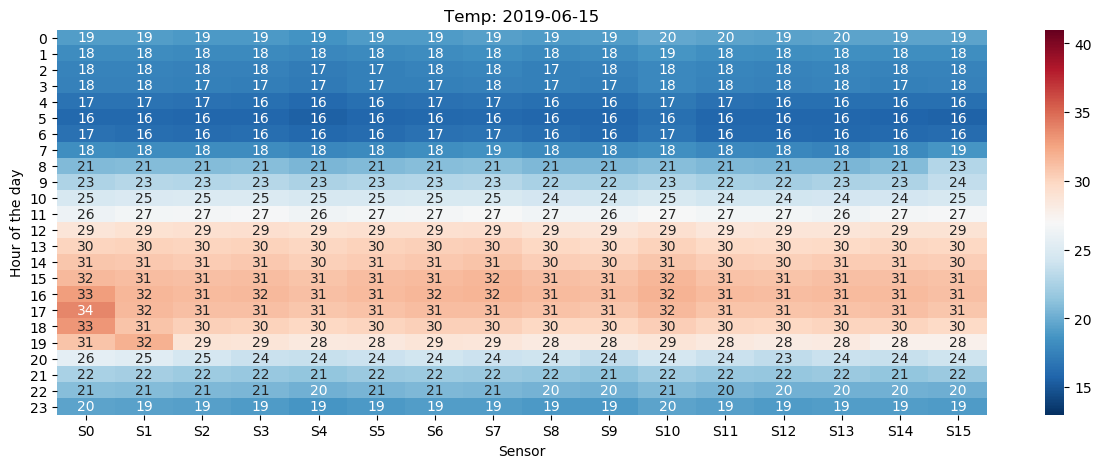 Temp: 2019-06-15
0 19 19 19 19 19 19 19 19 19 19 20 20 19 20 19 19
1 18 18 18 18 18 18 18 18 18 18 19 18 18 18 18 18
2 18 18 18 18 17 17 18 18 17 18 18 18 18 18 18 18
3 18 18 18 17 17 17 17 18 17 17 18 18 18 18 17 18
4 17 17 17 16 16 16 17 17 16 16 17 17 16 16 16 16
5 16 16 16 16 16 16 16 16 16 16 16 16 16 16 16 16
6 17 16 16 16 16 16 17 17 16 16 17 16 16 16 16 16
7 18 18 18 18 18 18 18 19 18 18 18 18 18 18 18 19
8 21 21 21 21 21 21 21 21 21 21 21 21 21 21 21 23
9 23 23 23 23 23 23 23 23 22 22 23 22 22 23 23 24
10 25 25 25 25 25 25 25 25 24 24 25 24 24 24 24 25
11 26 27 27 27 26 27 27 27 27 26 27 27 27 26 27 27
12 29 29 29 29 29 29 29 29 29 29 29 29 29 29 29 29
13 30 30 30 30 30 30 30 30 30 30 30 30 30 30 30 30
14 31 31 31 31 30 31 31 31 30 30 31 30 30 31 31 31
15 32 31 31 31 31 31 31 32 31 31 32 31 31 31 31 31
16 33 32 31 32 31 31 32 32 31 31 32 31 31 31 31 31
17 34 32 31 31 31 31 31 31 31 31 32 31 31 31 31 31
18 33 31 30 30 30 30 30 30 30 30 30 30 30 30 30 30
19 31 32 29 29 28 28 29 29 28 28 29 28 28 28 28 28
20 26 25 25 24 24 24 24 24 24 24 24 24 23 24 24 24
21 22 22 22 22 21 22 22 22 22 21 22 22 22 22 21 22
22 21 21 21 21 20 21 21 21 20 20 21 20 20 20 20 20
23 20 19 19 19 19 19 19 19 19 19 20 19 19 19 19 19
S0 S1 S2 S3 S4 S5 S6 S7 S8 S9 S10 S11 S12 S13 S14 S15
Sensor
Hour of the day
40
35
30
25
20
15